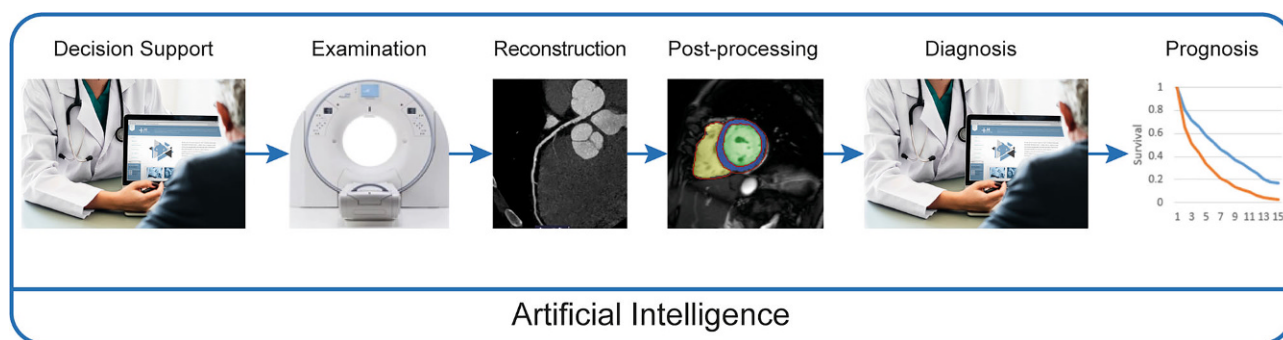 Decision Support
Examination
Reconstruction
Post-processing
Diagnosis
Prognosis
1
0.8
0.6
0.4
0.2
0
Survival
1 3 5 7 9 11 13 15
Artificial Intelligence